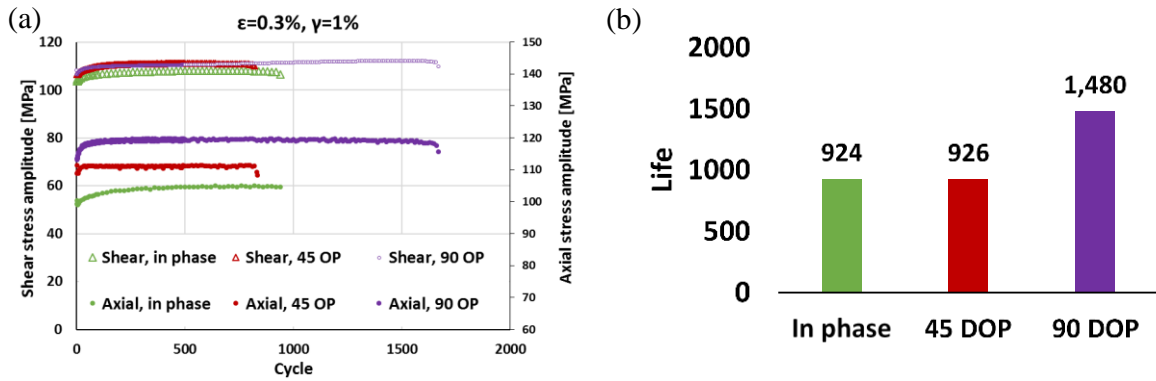 (a)
ε=0.3%, γ=1%
Shear stress amplitude [MPa]
120
100
80
60
40
20
0
150
140
130
120
110
100
90
80
70
60
Axial stress amplitude [MPa]
Shear, in phase
Shear, 45 OP
Shear, 90 OP
Axial, in phase
Axial, 45 OP
Axial, 90 OP
0
500
1000
1500
2000
Cycle
(b)
Life
2000
1500
1000
500
0
924
926
1,480
In phase
45 DOP
90 DOP